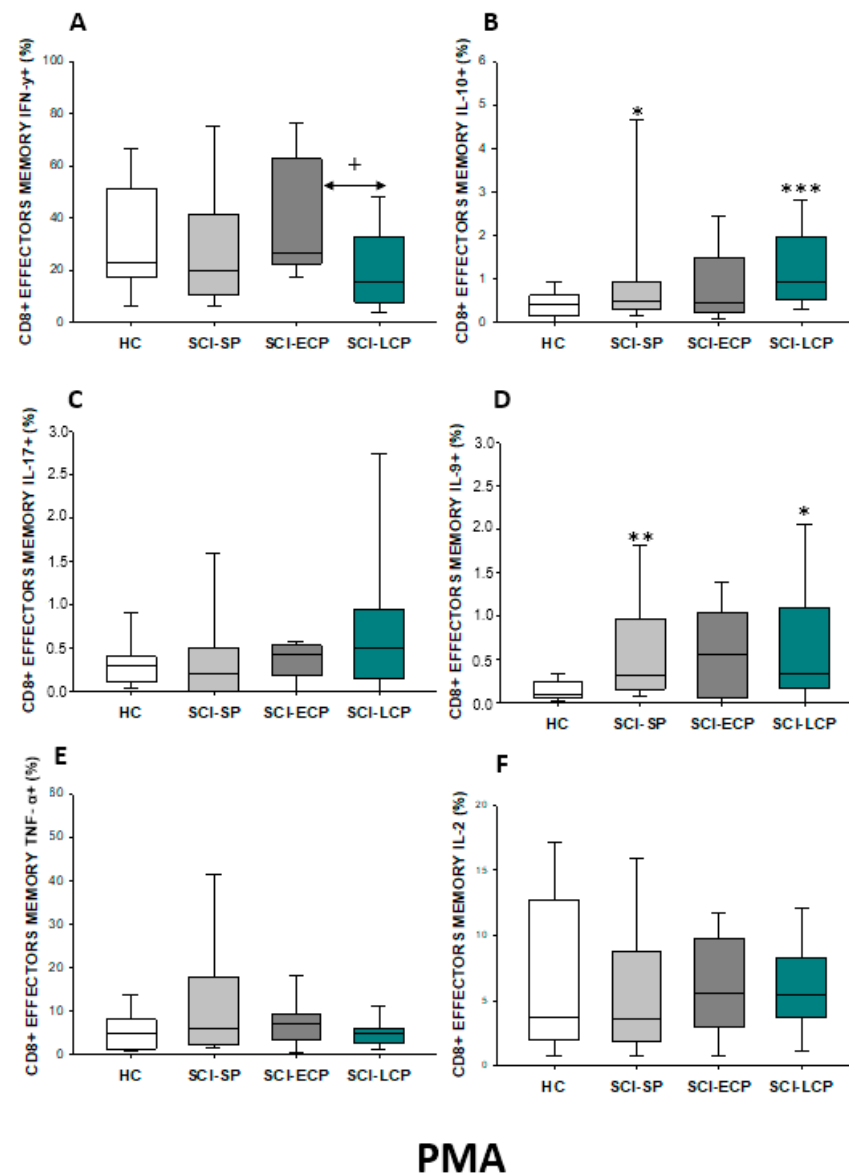 A
CD8+ EFFECTORS MEMORY IFN-y+ (%)
100
80
60
40
20
0
+
HC SCI-SP SCI-ECP SCI-LCP
B
CD8+ EFFECTORS MEMORY IL-10+ (%)
6
5
4
3
2
1
0
*
***
HC SCI-SP SCI-ECP SCI-LCP
C
CD8+ EFFECTORS MEMORY IL-17+ (%)
3.0
2.5
2.0
1.5
1.0
0.5
0.0
HC SCI-SP SCI-ECP SCI-LCP
D
CD8+ EFFECTORS MEMORY IL-9+ (%)
3.0
2.5
2.0
1.5
1.0
0.5
0.0
**
*
HC SCI-SP SCI-ECP SCI-LCP
E
CD8+ EFFECTORS MEMORY TNF- α+ (%)
60
50
40
30
20
10
0
HC SCI-SP SCI-ECP SCI-LCP
F
CD8+ EFFECTORS MEMORY IL-2 (%)
20
15
10
5
0
HC SCI-SP SCI-ECP SCI-LCP
PMA